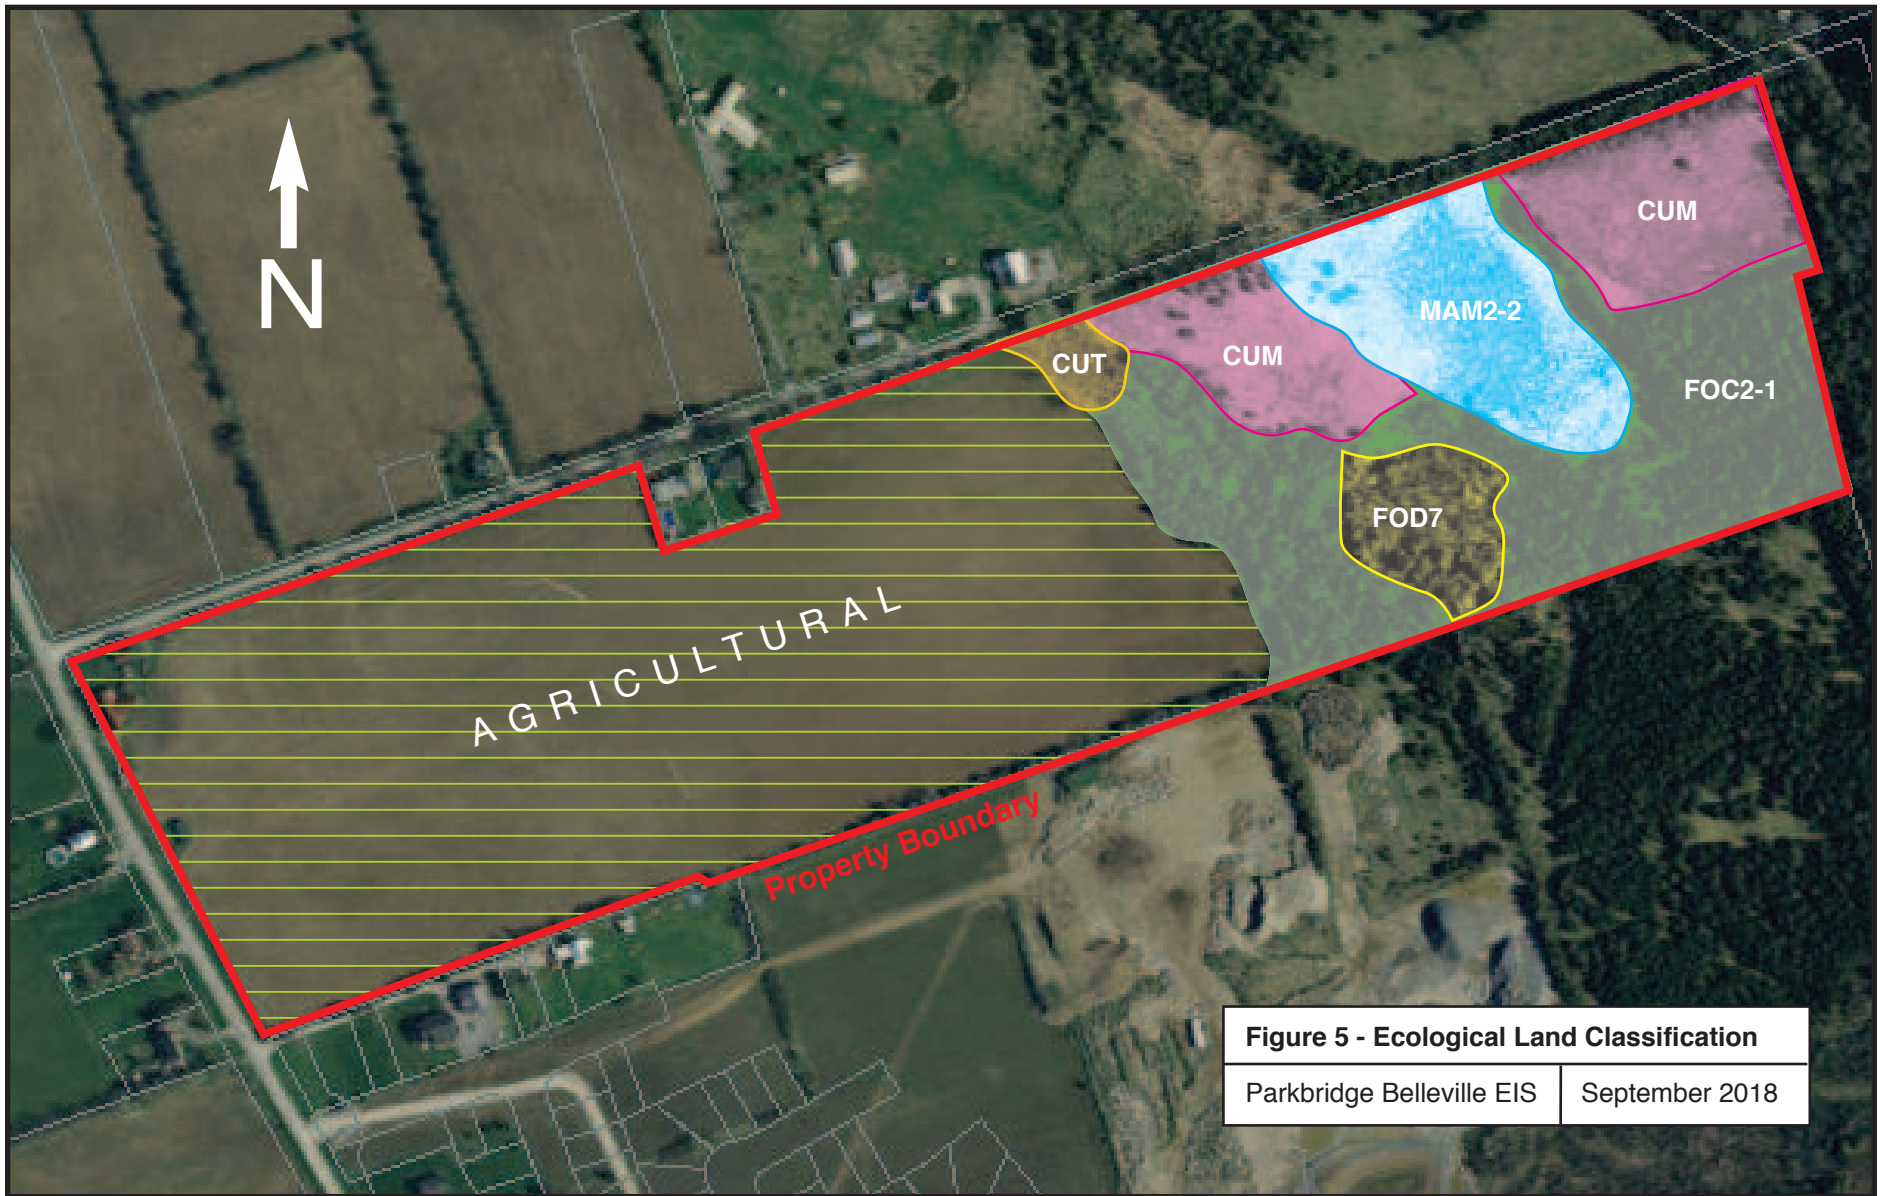 N
CUM
MAM2-2
CUM
CUT
FOC2-1
FOD7
AGRICULTURAL
Property Boundary
Figure 5 - Ecological Land Classification
Parkbridge Belleville EIS
September 2018